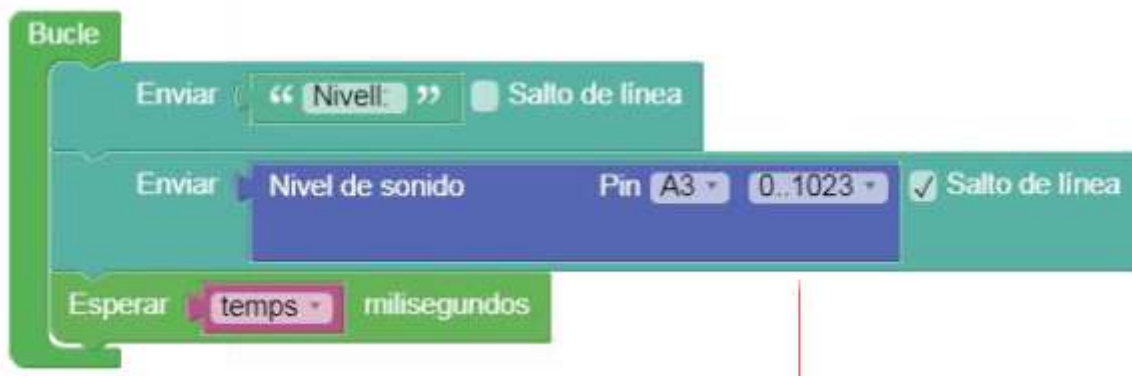 Bucle
Enviar “ Nivell: ” Salto de línea
Enviar Nivel de sonido Pin A3 0..1023 Salto de línea
Esperar temps milisegundos